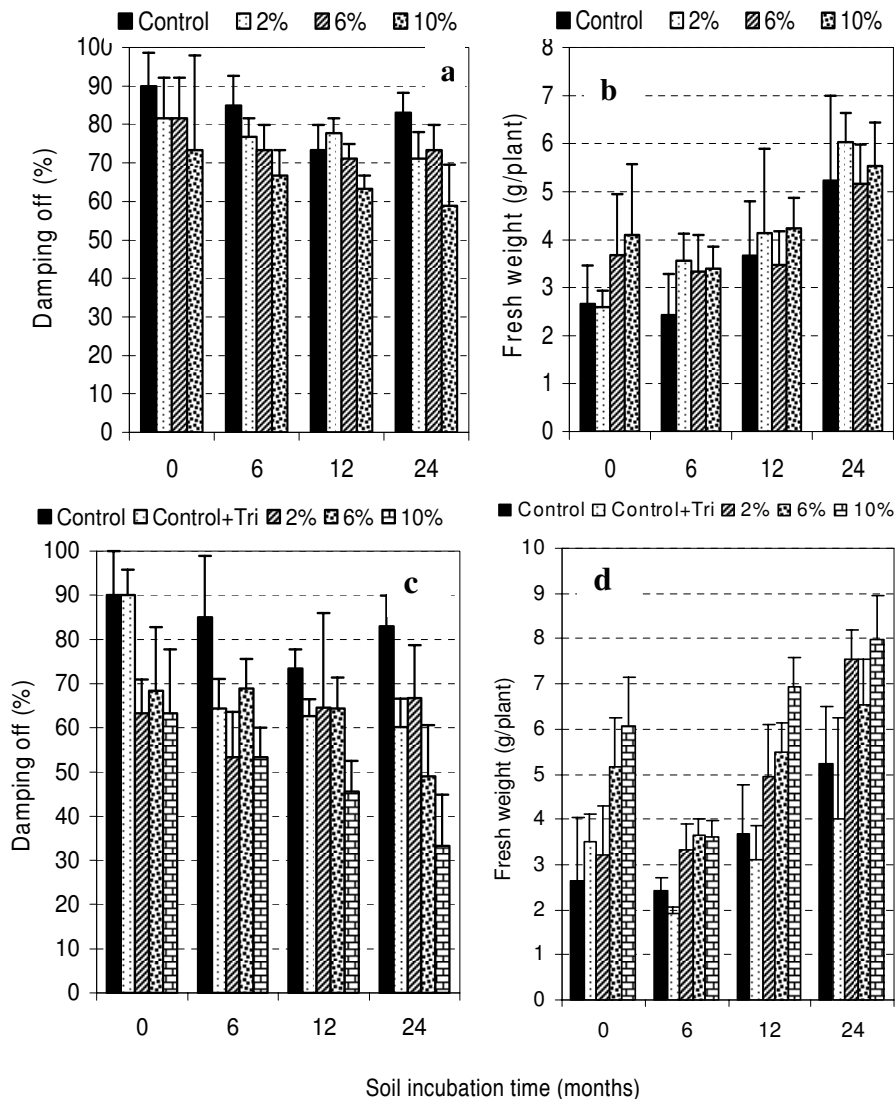 Control 2% 6% 10%
a
Damping off (%)
100
90
80
70
60
50
40
30
20
10
0
0 6 12 24
Control 2% 6% 10%
b
Fresh weight (g/plant)
8
7
6
5
4
3
2
1
0
0 6 12 24
Control Control+Tri 2% 6% 10%
c
Damping off (%)
100
90
80
70
60
50
40
30
20
10
0
0 6 12 24
Control Control+Tri 2% 6% 10%
d
Fresh weight (g/plant)
10
9
8
7
6
5
4
3
2
1
0
0 6 12 24
Soil incubation time (months)